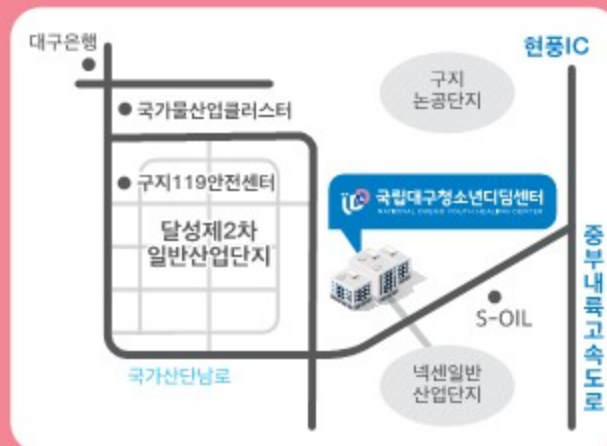 대구은행
현풍IC
구지
논공단지
국가물산업클러스터
구지119안전센터
국립대구청소년디딤센터
NATIONAL DAEGU YOUTH HEALING CENTER
달성제2차
일반산업단지
중부내륙고속도로
S-OIL
국가산단남로
넥센일반
산업단지